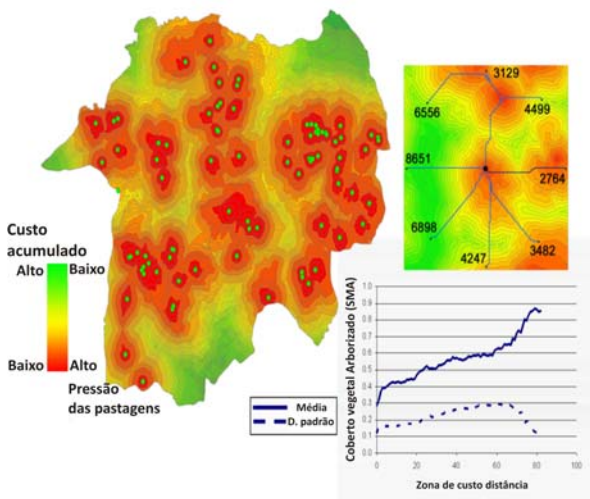 Custo
acumulado
Alto Baixo
Baixo Alto
Pressão
das pastagens
3129
6556
4499
8651
2764
6898
4247
3482
Média
D. padrão
Coberto vegetal Arborizado (SMA)
1.0
0.9
0.8
0.7
0.6
0.5
0.4
0.3
0.2
0.1
0.0
0 20 40 60 80 100
Zona de custo distância